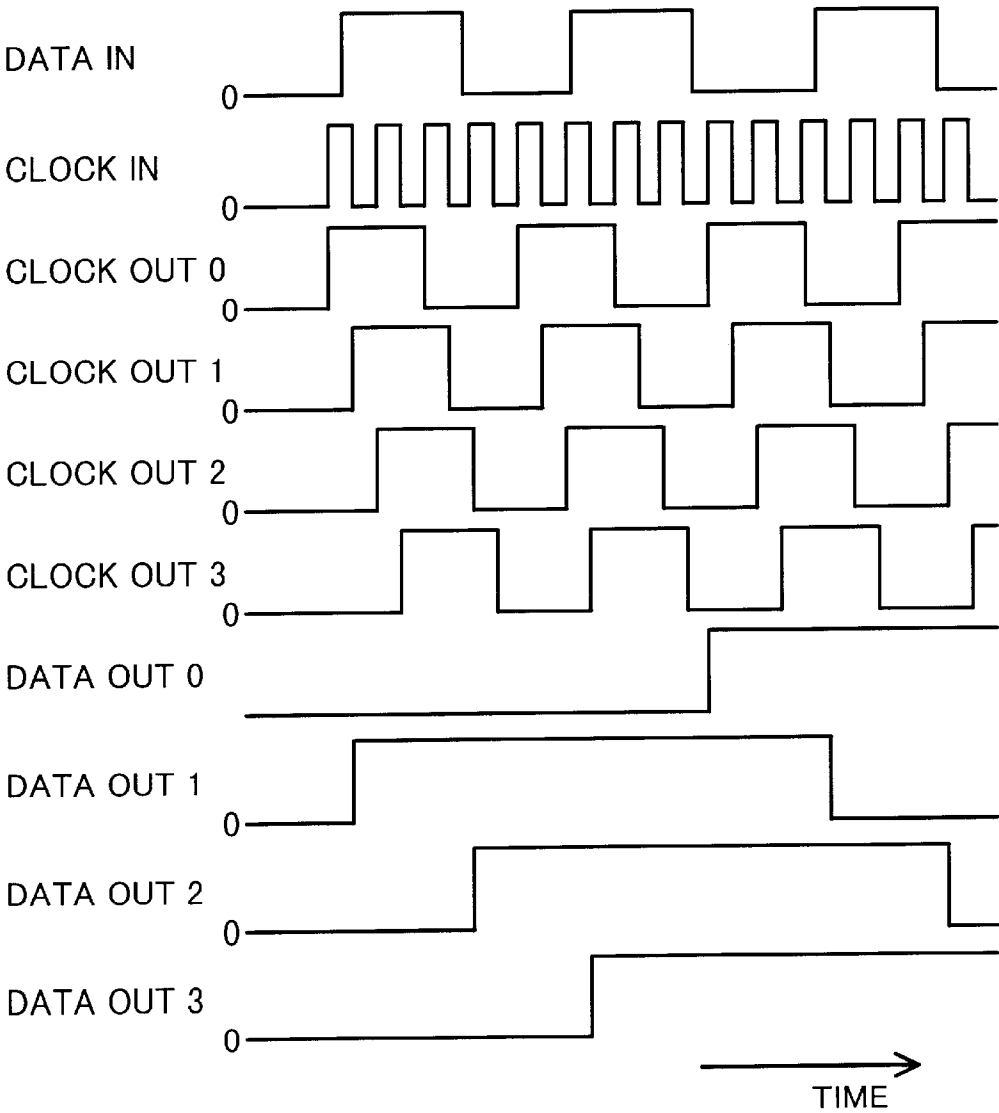 DATA IN
0
CLOCK IN
0
CLOCK OUT 0
0
CLOCK OUT 1
0
CLOCK OUT 2
0
CLOCK OUT 3
0
DATA OUT 0
DATA OUT 1
0
DATA OUT 2
0
DATA OUT 3
0
TIME